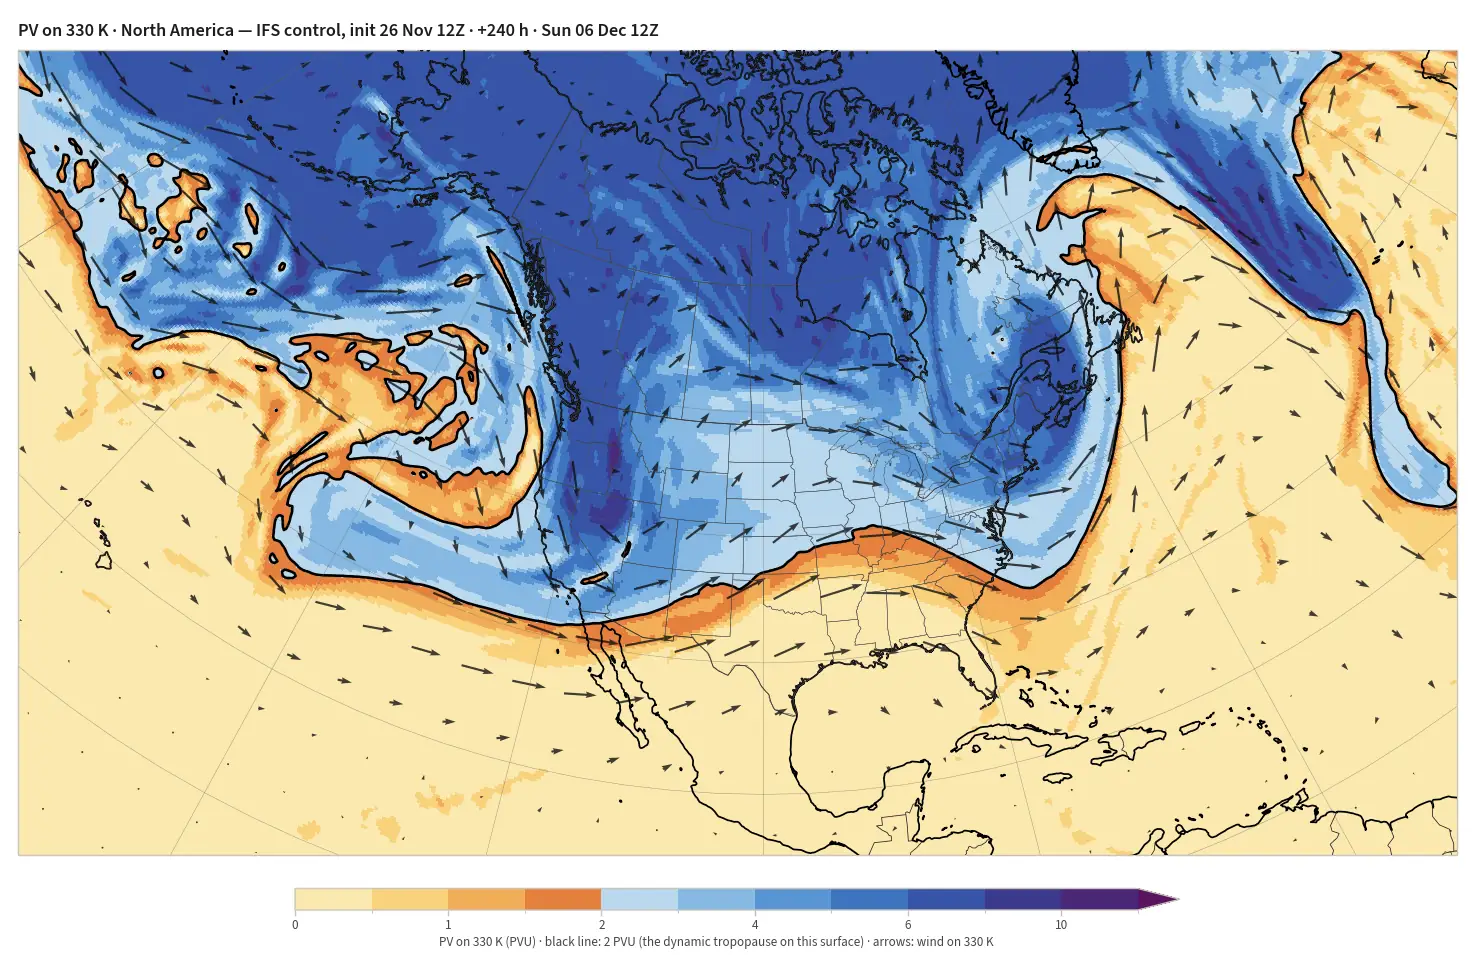 PV on 330 K · North America — IFS control, init 26 Nov 12Z · +240 h · Sun 06 Dec 12Z
0 1 2 4 6 10
PV on 330 K (PVU) · black line: 2 PVU (the dynamic tropopause on this surface) · arrows: wind on 330 K